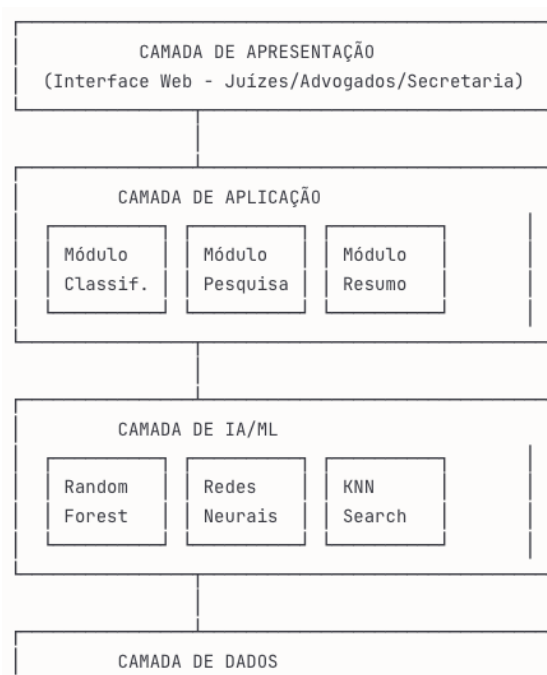 CAMADA DE APRESENTAÇÃO
(Interface Web - Juízes/Advogados/Secretaria)
CAMADA DE APLICAÇÃO
Módulo Módulo Módulo
Classif. Pesquisa Resumo
CAMADA DE IA/ML
Random Redes KNN
Forest Neurais Search
CAMADA DE DADOS